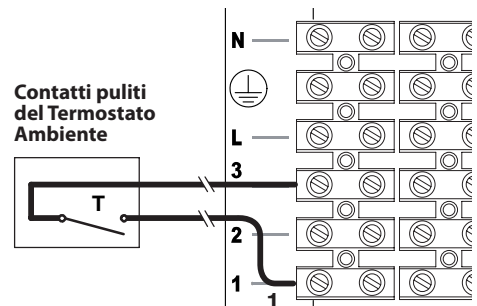 N
Contatti puliti
del Termostato
Ambiente
L
3
T
2
1
1